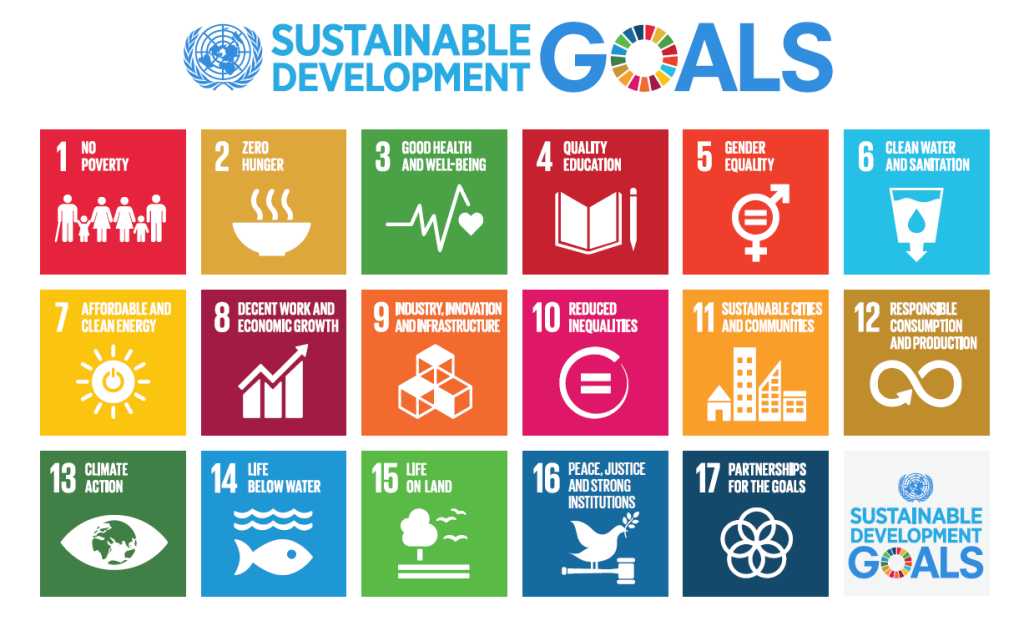 SUSTAINABLE
DEVELOPMENT
GOALS
1 NO
POVERTY
2 ZERO
HUNGER
3 GOOD HEALTH
AND WELL-BEING
4 QUALITY
EDUCATION
5 GENDER
EQUALITY
6 CLEAN WATER
AND SANITATION
7 AFFORDABLE AND
CLEAN ENERGY
8 DECENT WORK AND
ECONOMIC GROWTH
9 INDUSTRY, INNOVATION
AND INFRASTRUCTURE
10 REDUCED
INEQUALITIES
11 SUSTAINABLE CITIES
AND COMMUNITIES
12 RESPONSIBLE
CONSUMPTION
AND PRODUCTION
13 CLIMATE
ACTION
14 LIFE
BELOW WATER
15 LIFE
ON LAND
16 PEACE, JUSTICE
AND STRONG
INSTITUTIONS
17 PARTNERSHIPS
FOR THE GOALS
SUSTAINABLE
DEVELOPMENT
GOALS